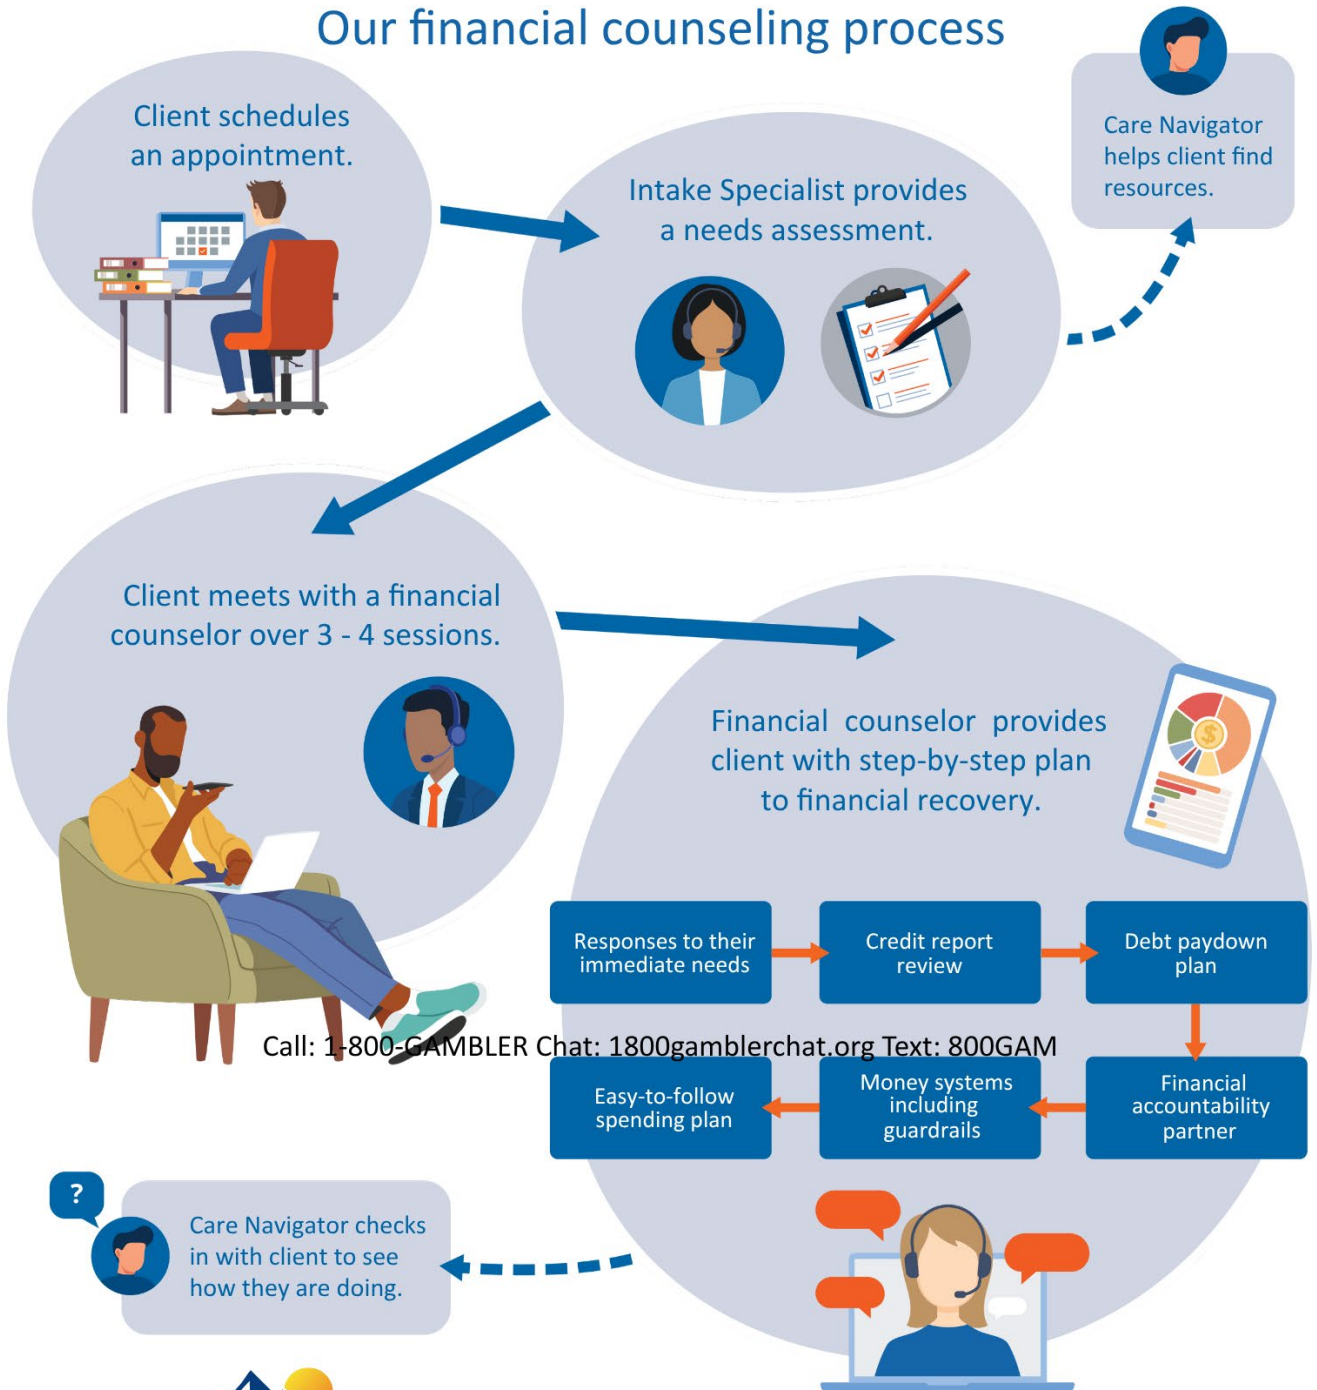 Our financial counseling process
Client schedules
an appointment.
Intake Specialist provides
a needs assessment.
Care Navigator
helps client find
resources.
Client meets with a financial
counselor over 3 - 4 sessions.
Financial counselor provides
client with step-by-step plan
to financial recovery.
Responses to their
immediate needs
Credit report
review
Debt paydown
plan
Call: 1-800-GAMBLER Chat: 1800gamblerchat.org Text: 800GAM
Financial
accountability
partner
Money systems
including
guardrails
Easy-to-follow
spending plan
?
Care Navigator checks
in with client to see
how they are doing.